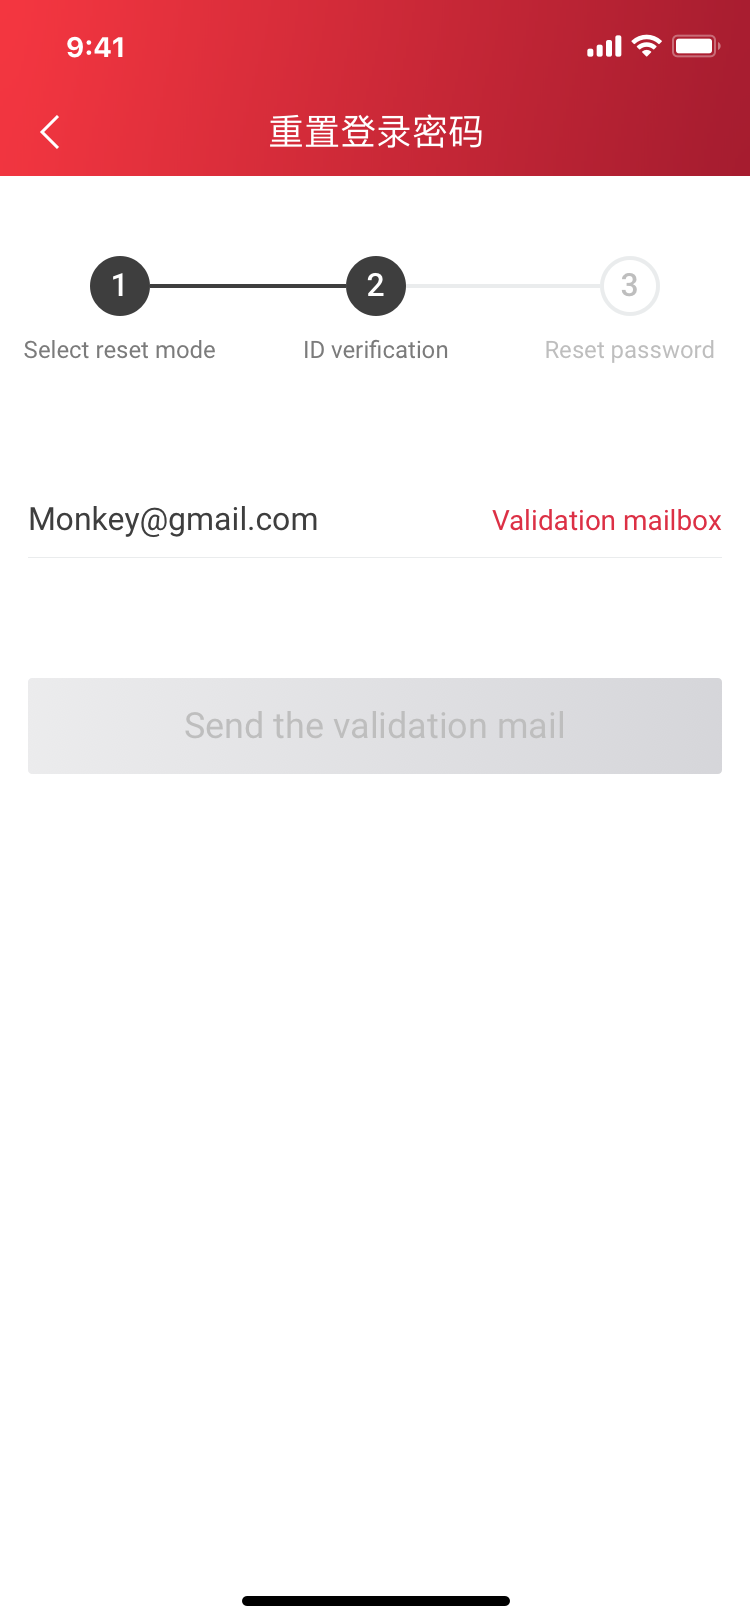 9:41
重置登录密码
1
2
3
Select reset mode
ID verification
Reset password
Monkey@gmail.com
Validation mailbox
Send the validation mail